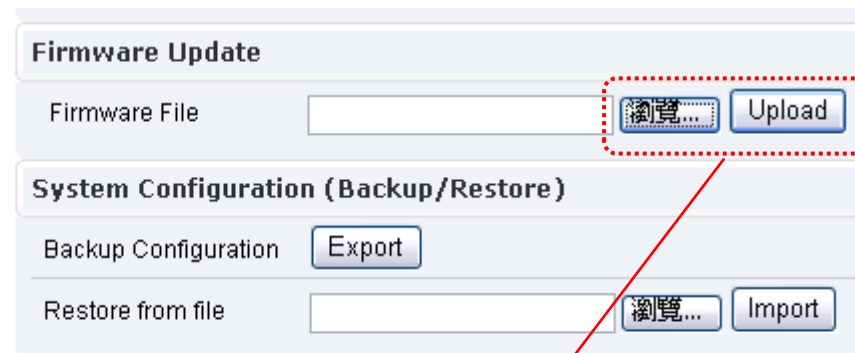 Firmware Update
Firmware File 瀏覽... Upload
System Configuration (Backup/Restore)
Backup Configuration Export
Restore from file 瀏覽... Import